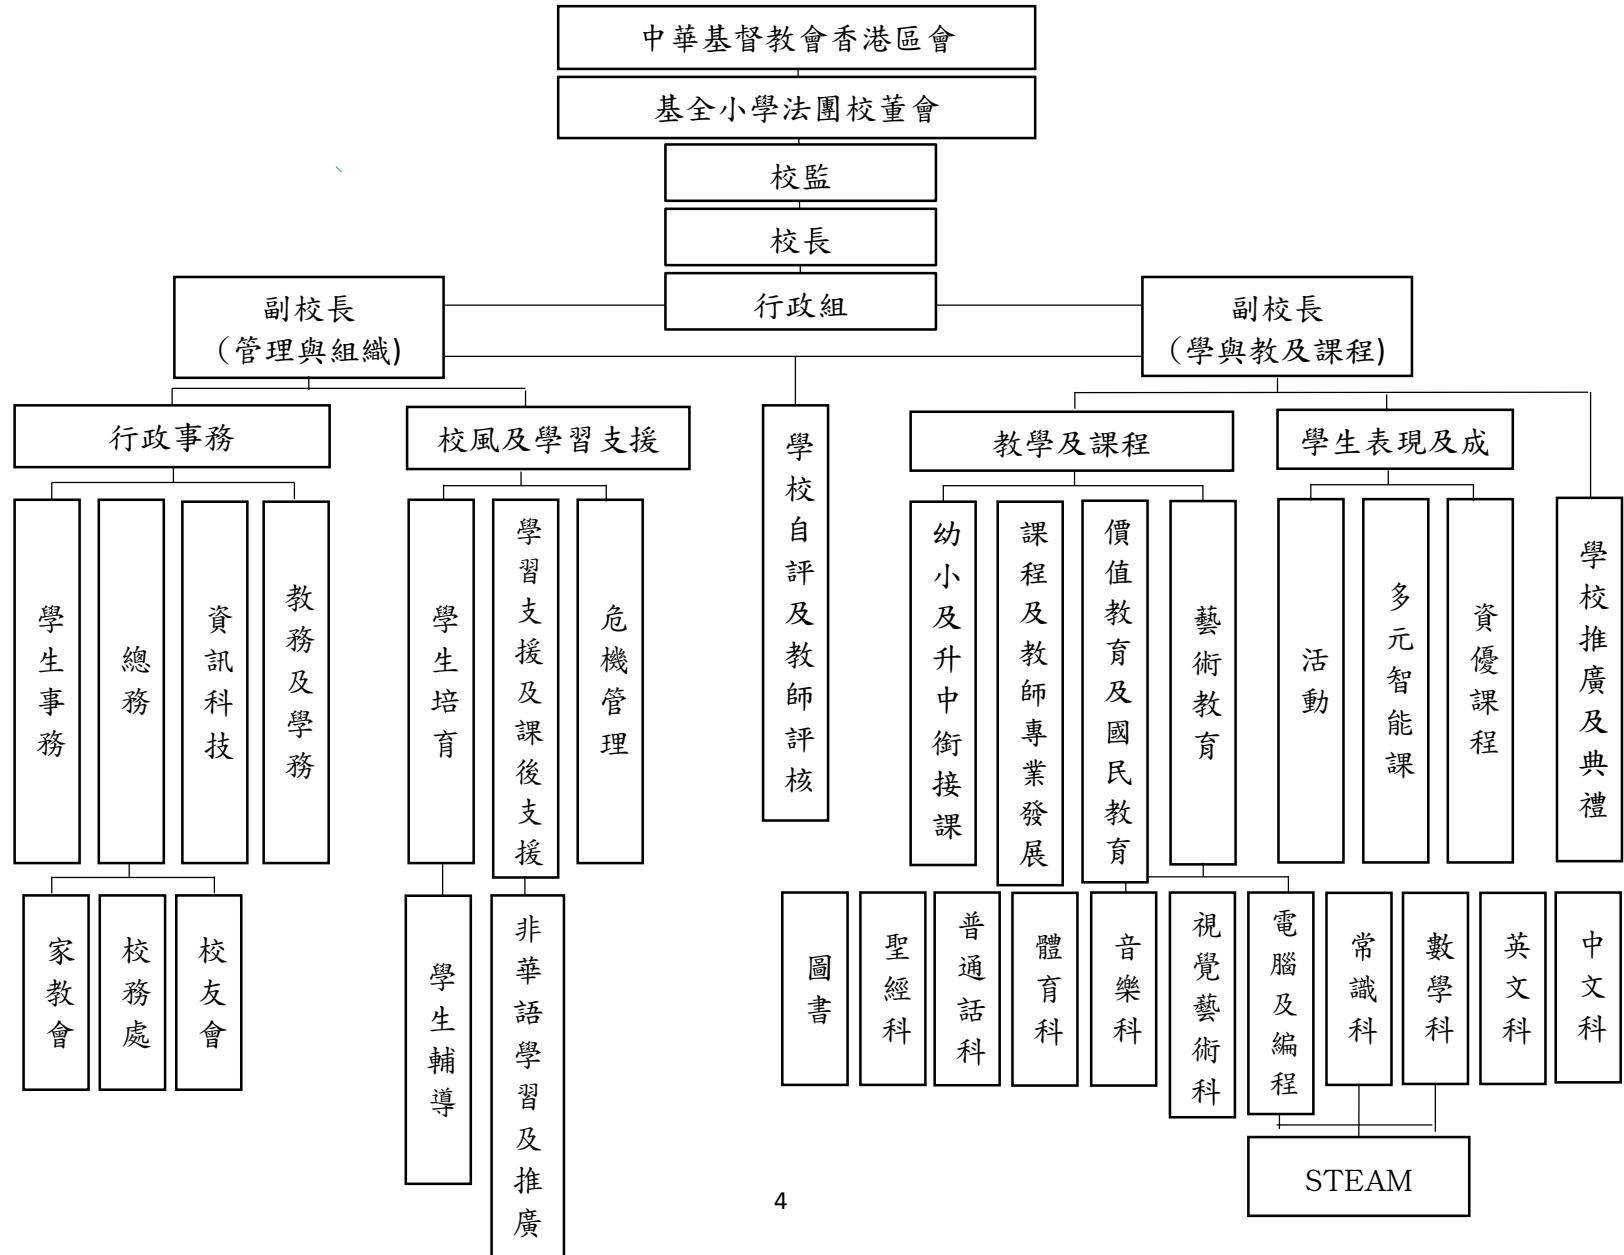 中華基督教會香港區會
基全小學法團校董會
校監
校長
行政組
副校長
（管理與組織)
副校長
（學與教及課程)
行政事務
校風及學習支援
學校自評及教師評核
教學及課程
學生表現及成
學校推廣及典禮
學生事務
總務
資訊科技
教務及學務
學生培育
學習支援及課後支援
危機管理
幼小及升中銜接課
課程及教師專業發展
價值教育及國民教育
藝術教育
活動
多元智能課
資優課程
家教會
校務處
校友會
學生輔導
非華語學習及推廣
圖書
聖經科
普通話科
體育科
音樂科
視覺藝術科
電腦及編程
常識科
數學科
英文科
中文科
STEAM
4